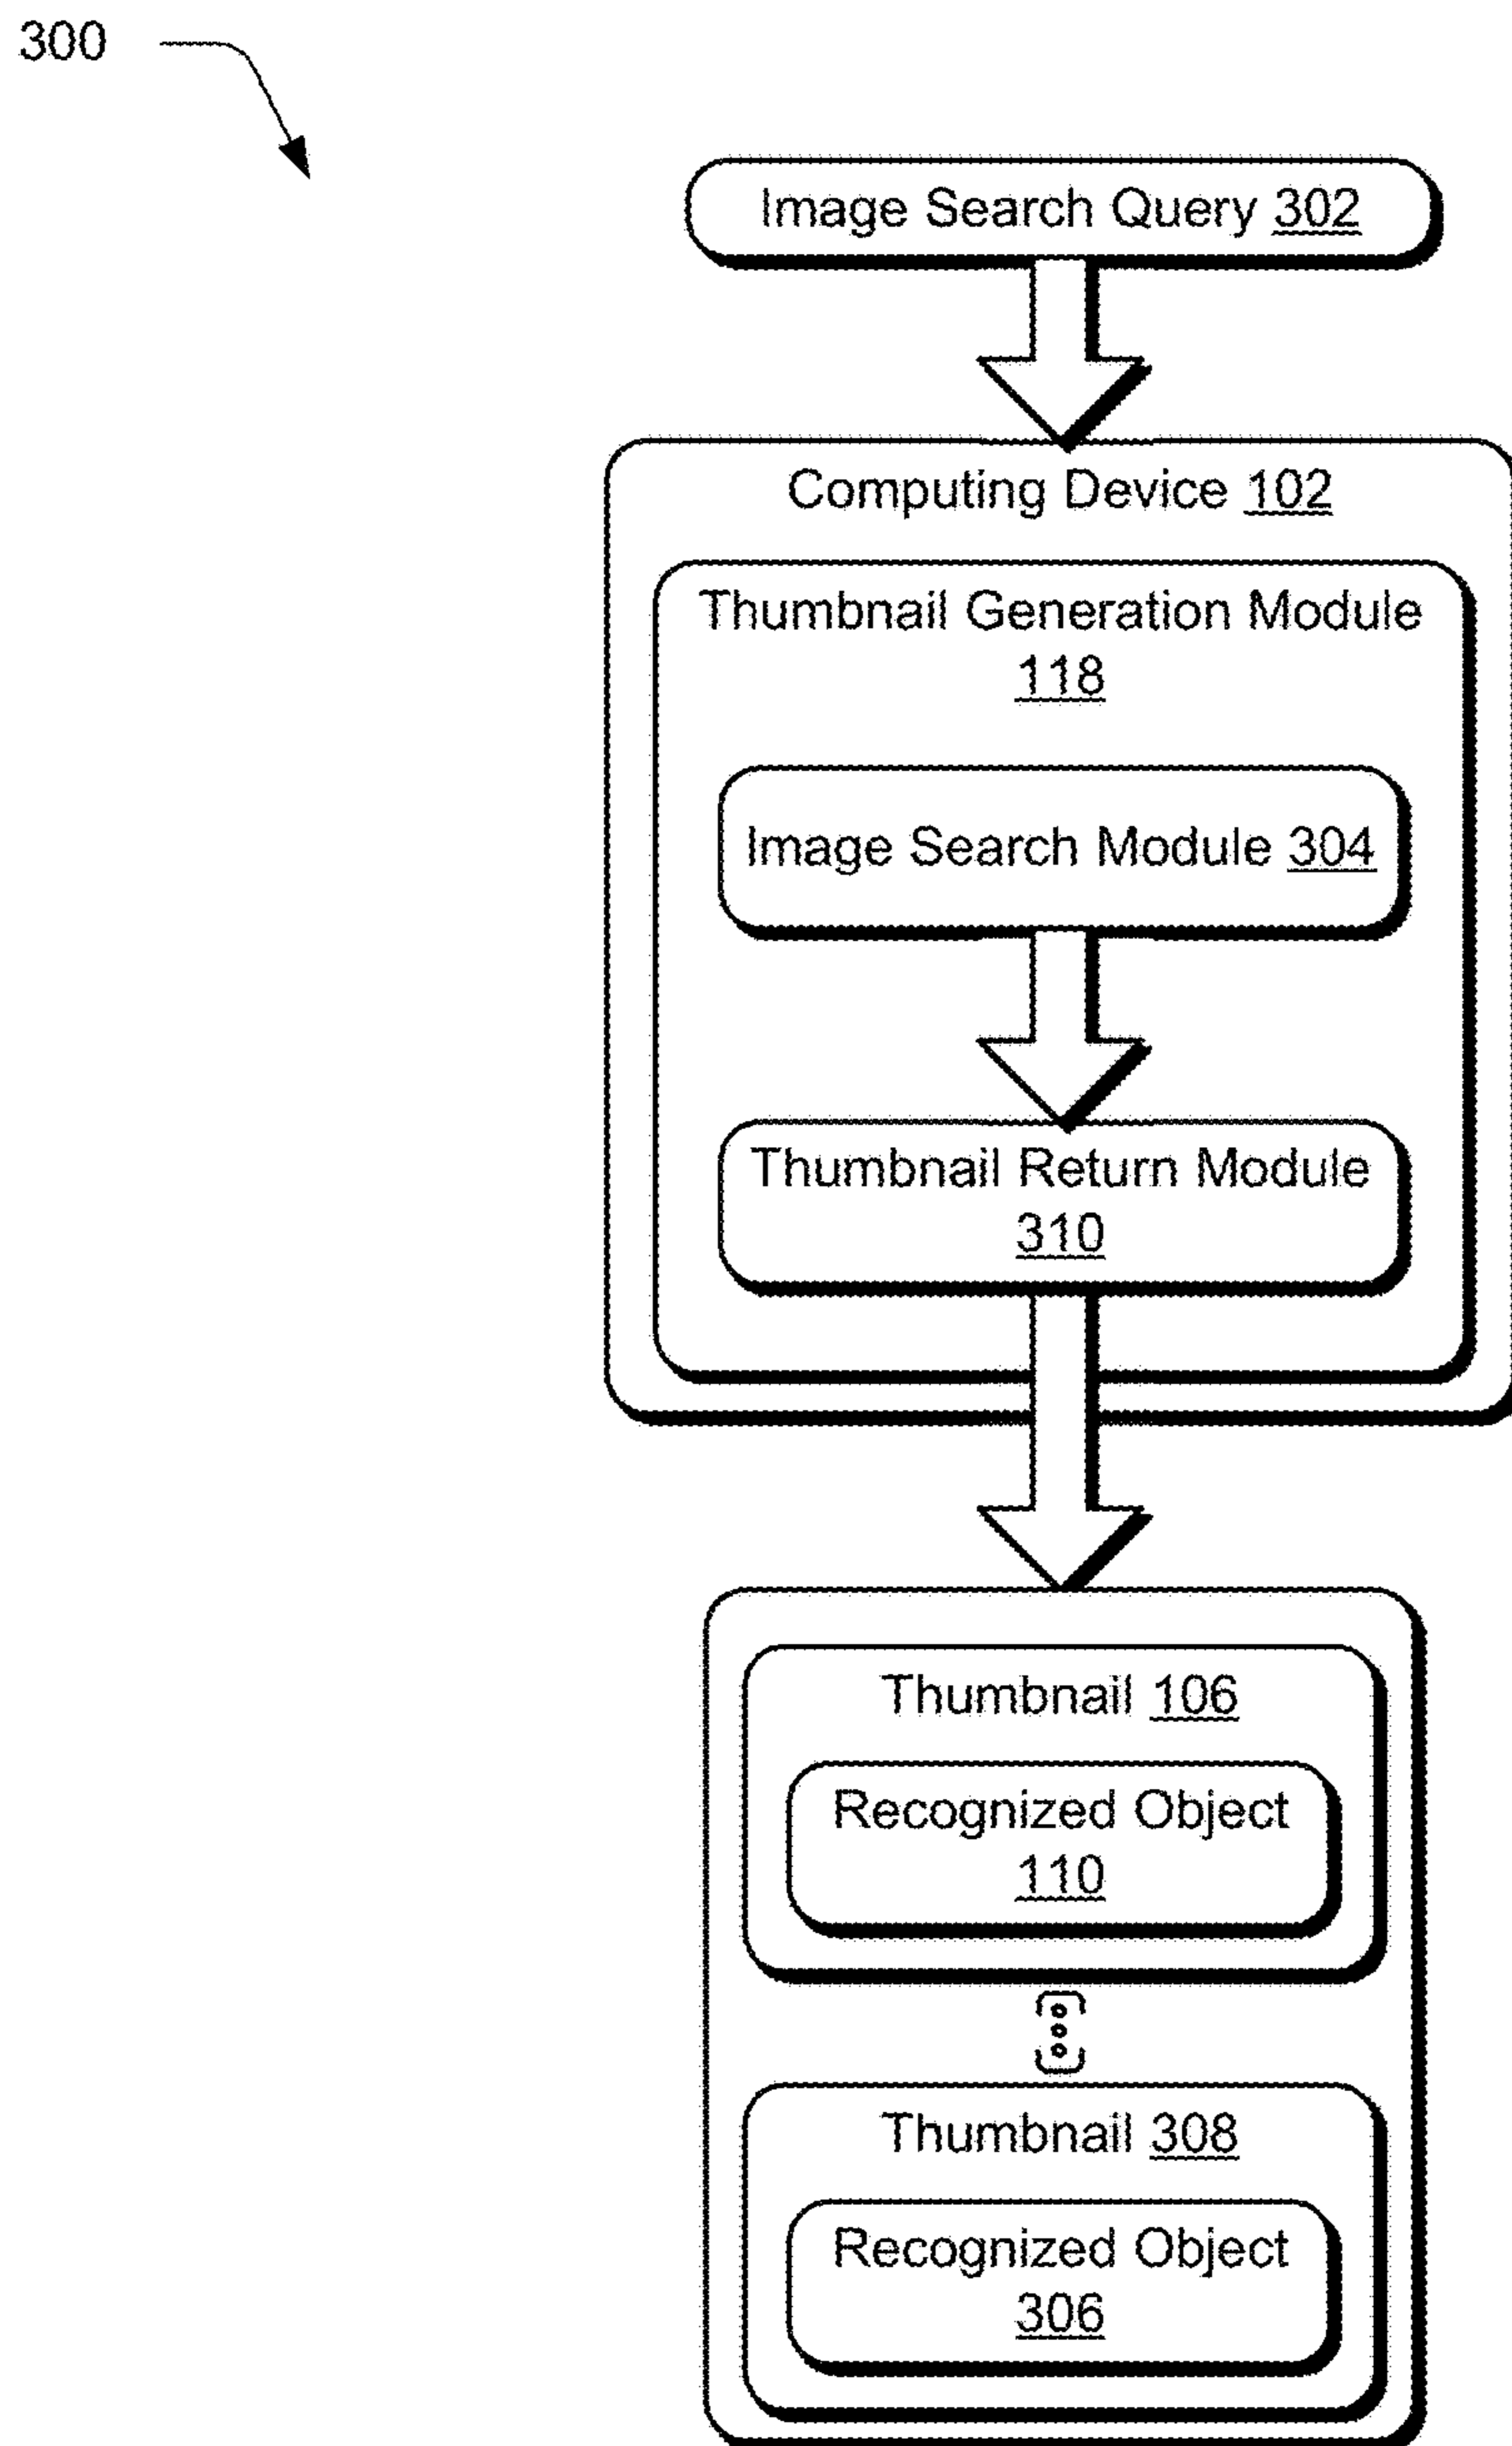 300
Image Search Query 302
Computing Device 102
Thumbnail Generation Module
118
Image Search Module 304
Thumbnail Return Module
310
Thumbnail 106
Recognized Object
110
Thumbnail 308
Recognized Object
306